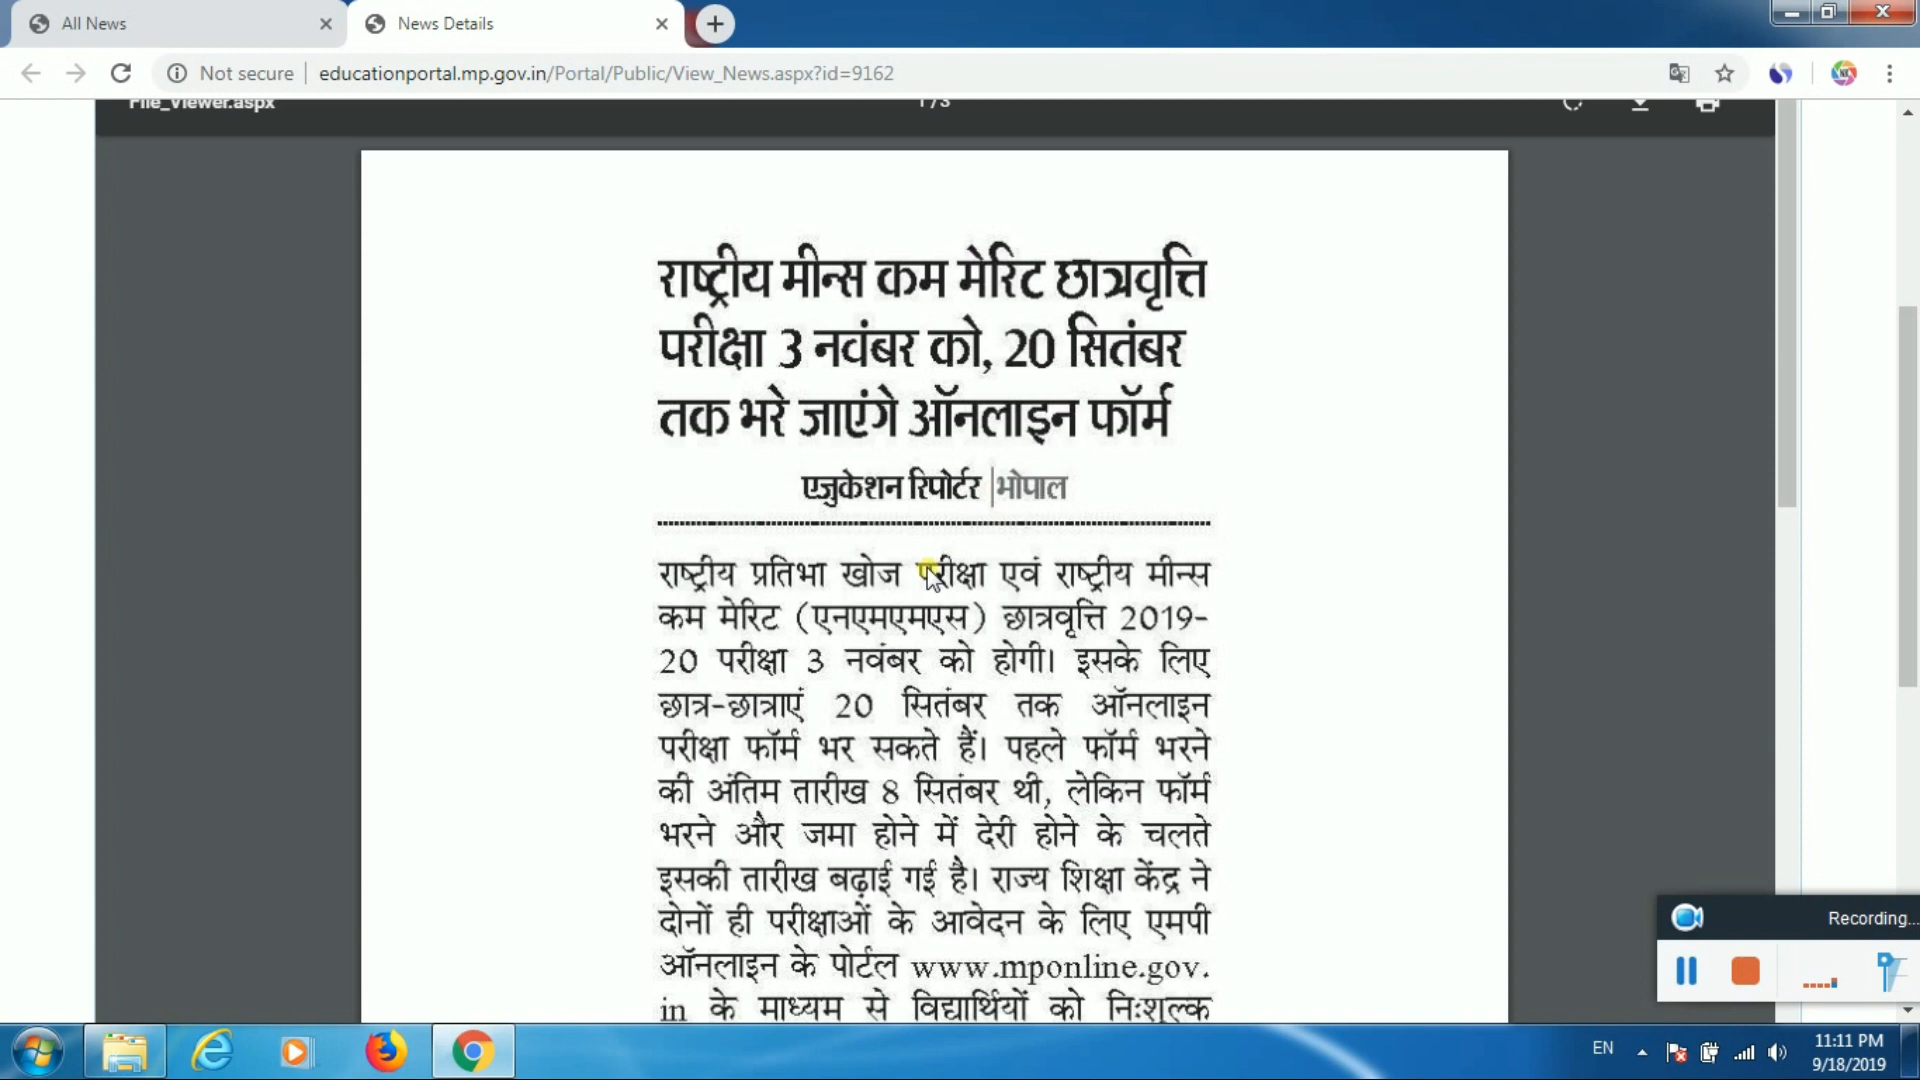 All News
News Details
Not secure
educationportal.mp.gov.in/Portal/Public/View_News.aspx?id=9162
File_Viewer.aspx
1 / 3
राष्ट्रीय मीन्स कम मेरिट छात्रवृत्ति
परीक्षा 3 नवंबर को, 20 सितंबर
तक भरे जाएंगे ऑनलाइन फॉर्म
एजुकेशन रिपोर्टर | भोपाल
राष्ट्रीय प्रतिभा खोज परीक्षा एवं राष्ट्रीय मीन्स
कम मेरिट (एनएमएमएस) छात्रवृत्ति 2019-
20 परीक्षा 3 नवंबर को होगी। इसके लिए
छात्र-छात्राएं 20 सितंबर तक ऑनलाइन
परीक्षा फॉर्म भर सकते हैं। पहले फॉर्म भरने
की अंतिम तारीख 8 सितंबर थी, लेकिन फॉर्म
भरने और जमा होने में देरी होने के चलते
इसकी तारीख बढ़ाई गई है। राज्य शिक्षा केंद्र ने
दोनों ही परीक्षाओं के आवेदन के लिए एमपी
ऑनलाइन के पोर्टल www.mponline.gov.
in के माध्यम से विद्यार्थियों को निःशुल्क
Recording...
EN
11:11 PM
9/18/2019